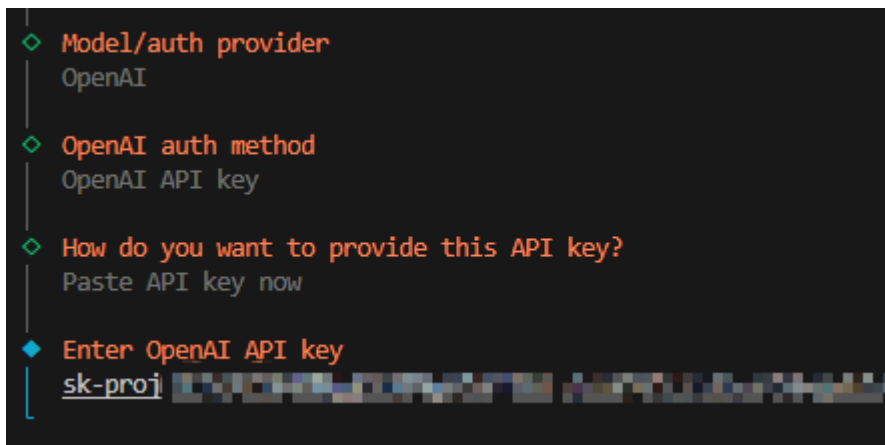 Model/auth provider
OpenAI
OpenAI auth method
OpenAI API key
How do you want to provide this API key?
Paste API key now
Enter OpenAI API key
sk-proj